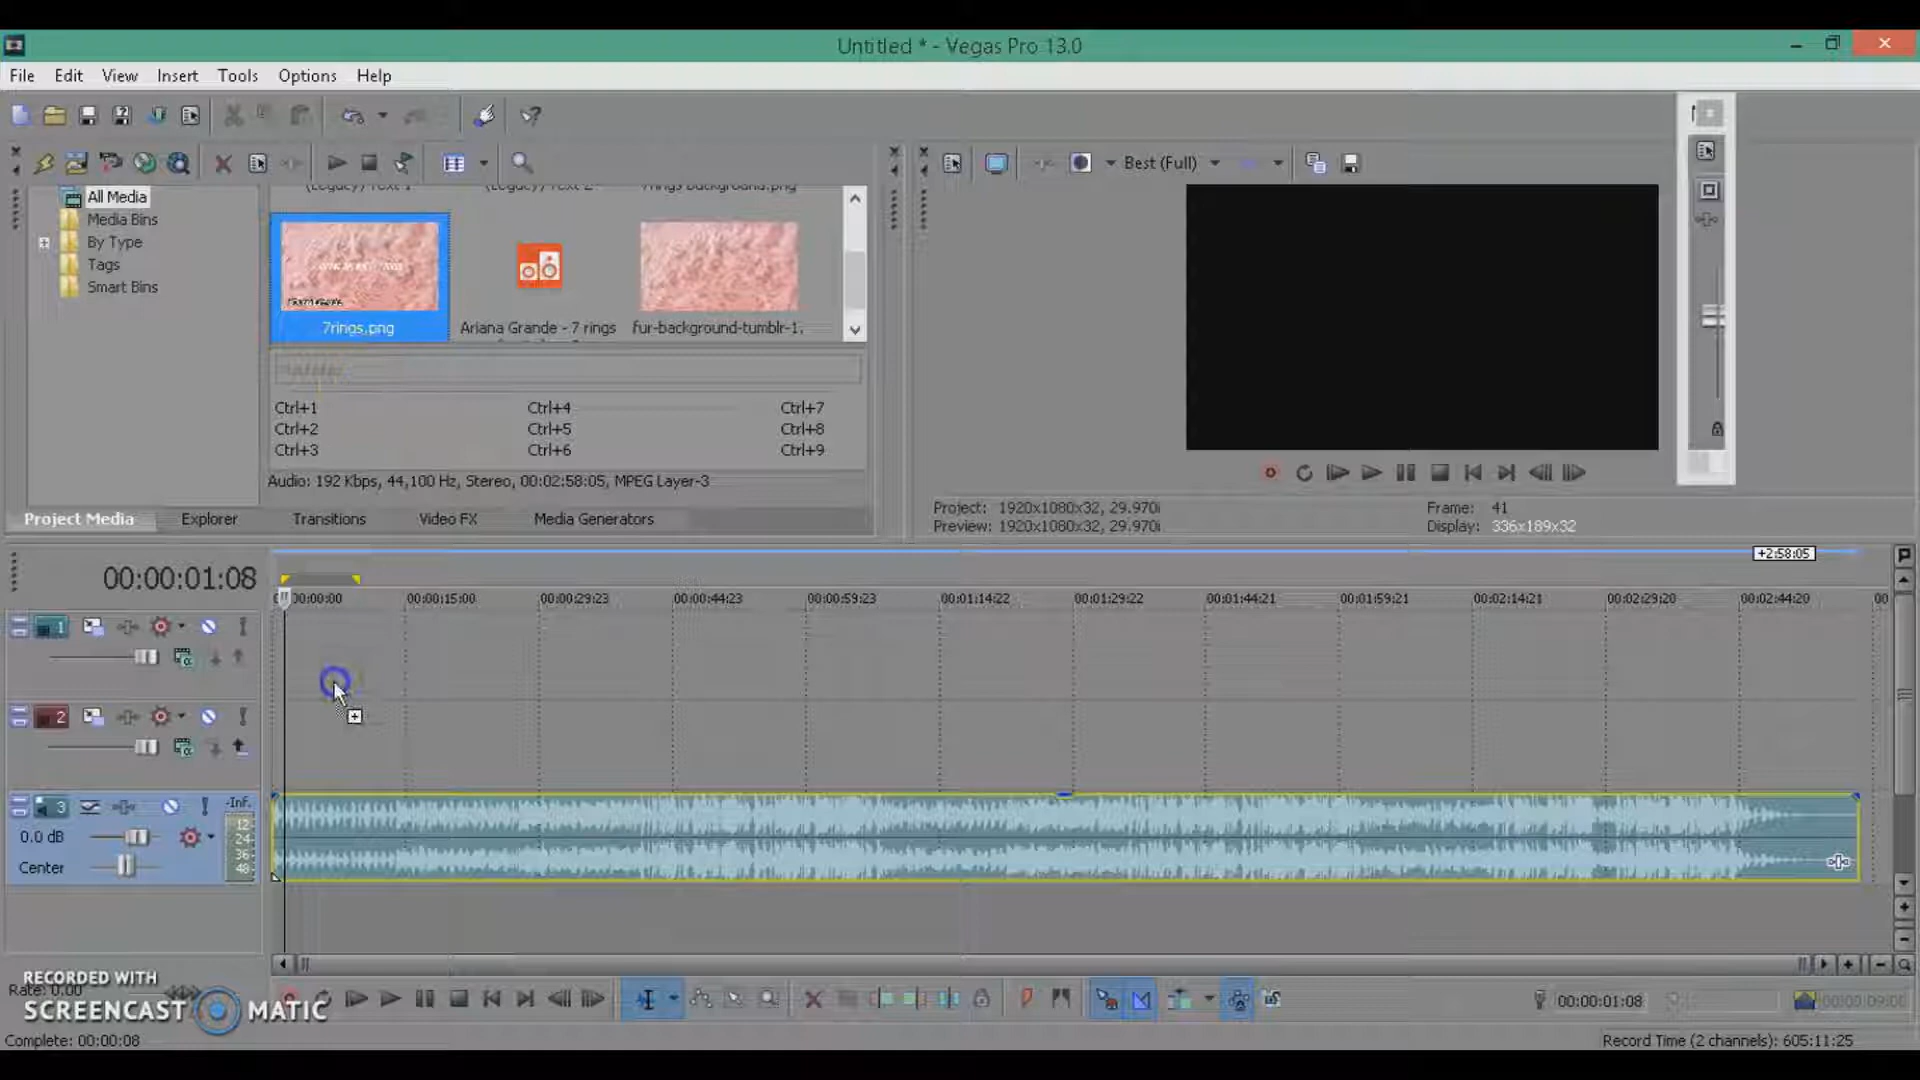 Untitled * - Vegas Pro 13.0
File Edit View Insert Tools Options Help
Best (Full)
All Media
Media Bins
By Type
Tags
Smart Bins
(Legacy) Text 1 (Legacy) Text 2 7rings background.png
7rings.png Ariana Grande - 7 rings fur-background-tumblr-1.
Ctrl+1 Ctrl+4 Ctrl+7
Ctrl+2 Ctrl+5 Ctrl+8
Ctrl+3 Ctrl+6 Ctrl+9
Audio: 192 Kbps, 44,100 Hz, Stereo, 00:02:58:05, MPEG Layer-3
Project Media Explorer Transitions Video FX Media Generators
Project: 1920x1080x32, 29.970i
Preview: 1920x1080x32, 29.970i
Frame: 41
Display: 336x189x32
+2:58:05
00:00:01:08
00:00:00 00:00:15:00 00:00:29:23 00:00:44:23 00:00:59:23 00:01:14:22 00:01:29:22 00:01:44:21 00:01:59:21 00:02:14:21 00:02:29:20 00:02:44:20 00
1
2
3
-Inf.
12
24
36
48
0.0 dB
Center
RECORDED WITH
SCREENCAST MATIC
Rate: 0.00
00:00:01:08
00:00:09:00
Complete: 00:00:08
Record Time (2 channels): 605:11:25